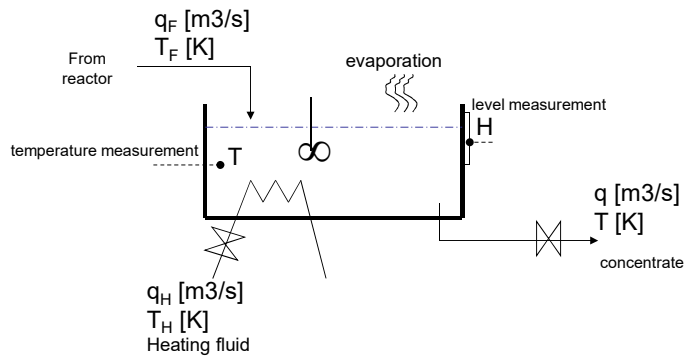 q_F [m3/s]
T_F [K]
From
reactor
evaporation
level measurement
H
temperature measurement
T
q [m3/s]
T [K]
concentrate
q_H [m3/s]
T_H [K]
Heating fluid